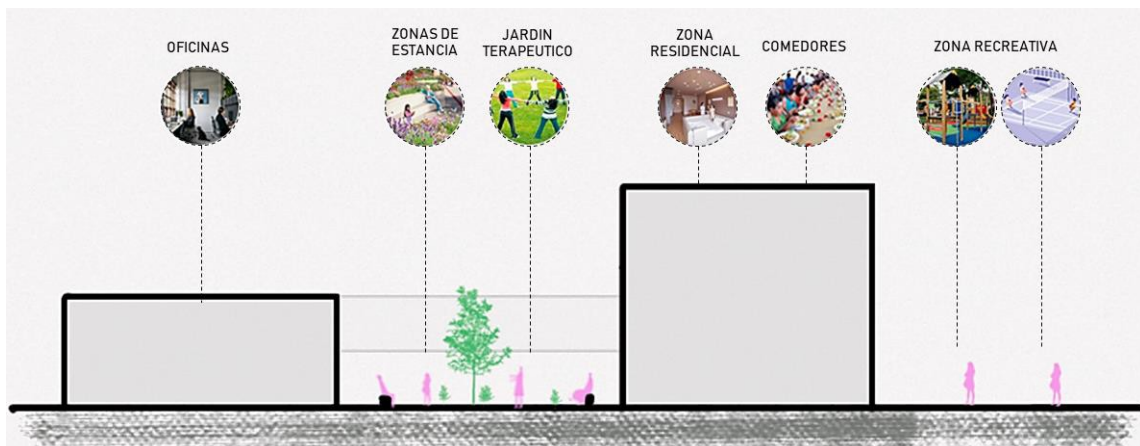 OFICINAS
ZONAS DE
ESTANCIA
JARDIN
TERAPEUTICO
ZONA
RESIDENCIAL
COMEDORES
ZONA RECREATIVA